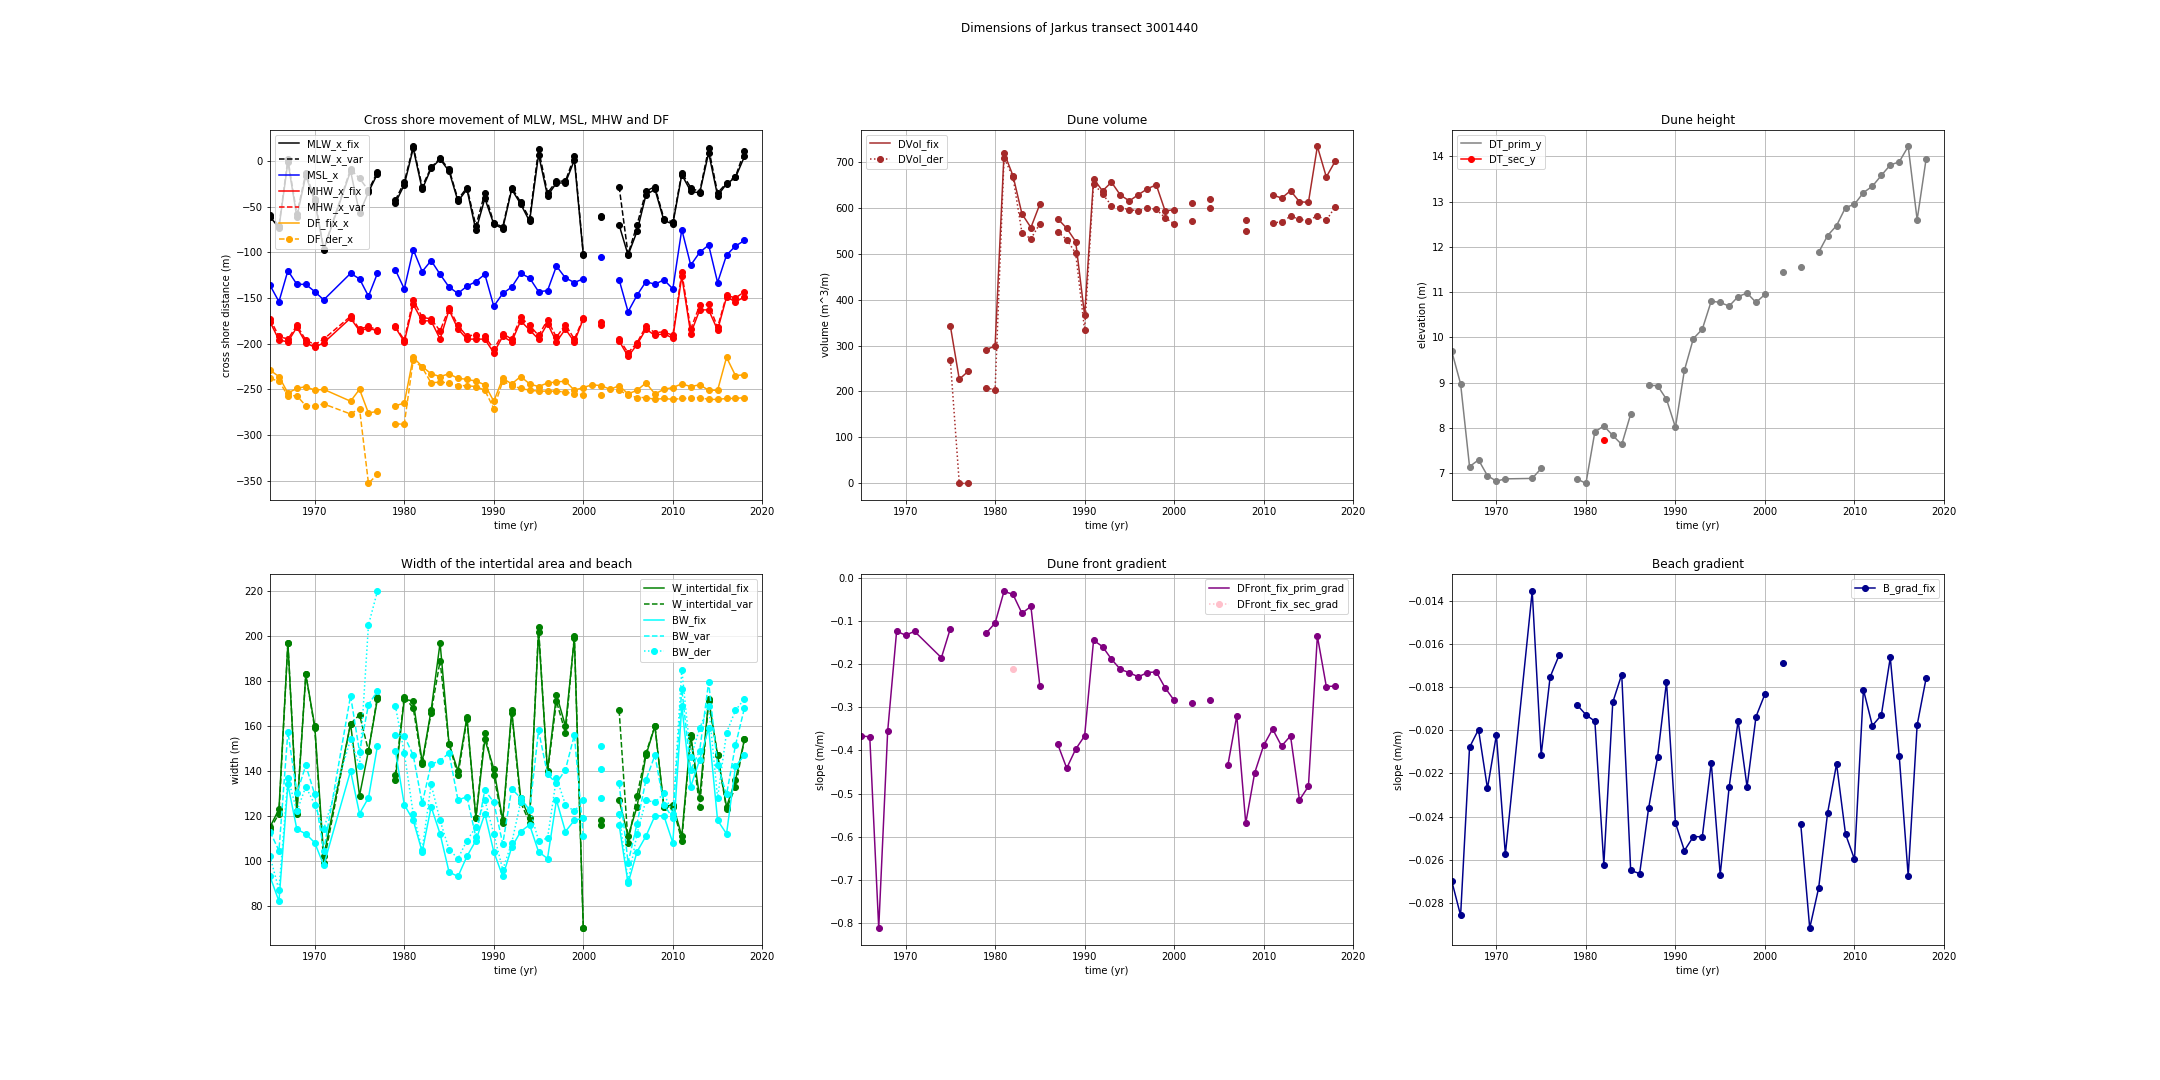 Dimensions of Jarkus transect 3001440
Cross shore movement of MLW, MSL, MHW and DF
cross shore distance (m)
0
−50
−100
−150
−200
−250
−300
−350
MLW_x_fix
MLW_x_var
MSL_x
MHW_x_fix
MHW_x_var
DF_fix_x
DF_der_x
1970 1980 1990 2000 2010 2020
time (yr)
Dune volume
volume (m^3/m)
700
600
500
400
300
200
100
0
DVol_fix
DVol_der
1970 1980 1990 2000 2010 2020
time (yr)
Dune height
elevation (m)
14
13
12
11
10
9
8
7
DT_prim_y
DT_sec_y
1970 1980 1990 2000 2010 2020
time (yr)
Width of the intertidal area and beach
width (m)
220
200
180
160
140
120
100
80
W_intertidal_fix
W_intertidal_var
BW_fix
BW_var
BW_der
1970 1980 1990 2000 2010 2020
time (yr)
Dune front gradient
slope (m/m)
0.0
−0.1
−0.2
−0.3
−0.4
−0.5
−0.6
−0.7
−0.8
DFront_fix_prim_grad
DFront_fix_sec_grad
1970 1980 1990 2000 2010 2020
time (yr)
Beach gradient
slope (m/m)
−0.014
−0.016
−0.018
−0.020
−0.022
−0.024
−0.026
−0.028
B_grad_fix
1970 1980 1990 2000 2010 2020
time (yr)